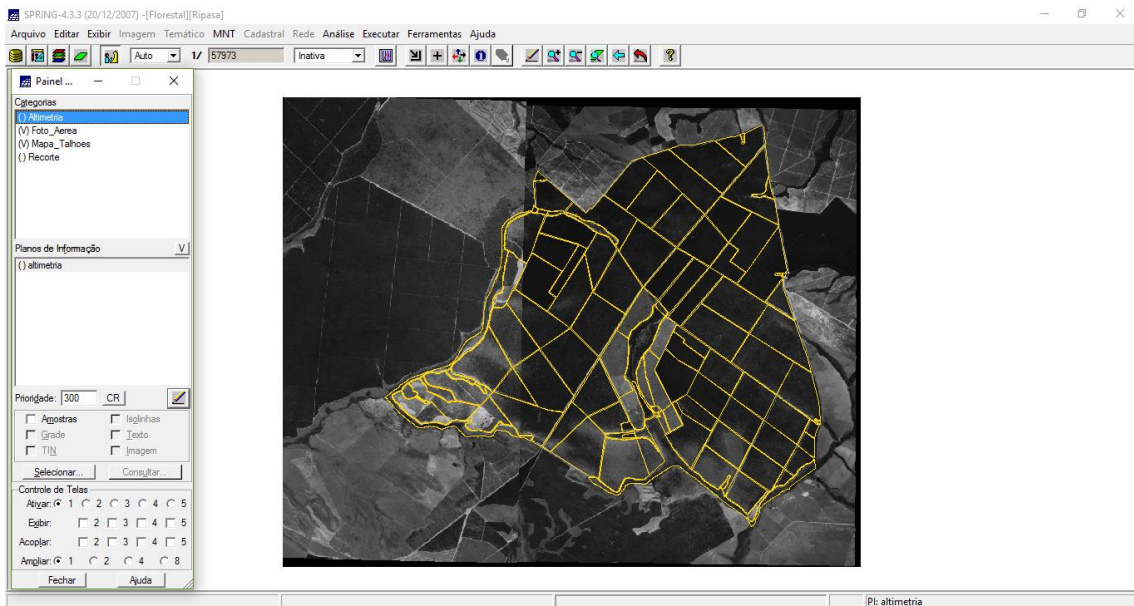 SPRING-4.3.3 (20/12/2007) -[Florestal][Ripasa]
Arquivo Editar Exibir Imagem Temático MNT Cadastral Rede Análise Executar Ferramentas Ajuda
Auto 1/ 57973 Inativa
Painel ...
Categorias
( ) Altimetria
(V) Foto_Aerea
(V) Mapa_Talhoes
( ) Recorte
Planos de Informação V
( ) altimetria
Prioridade: 300 CR
Amostras Isolinhas
Grade Texto
TIN Imagem
Selecionar... Consultar...
Controle de Telas
Ativar: 1 2 3 4 5
Exibir: 2 3 4 5
Acoplar: 2 3 4 5
Ampliar: 1 2 4 8
Fechar Ajuda
PI: altimetria